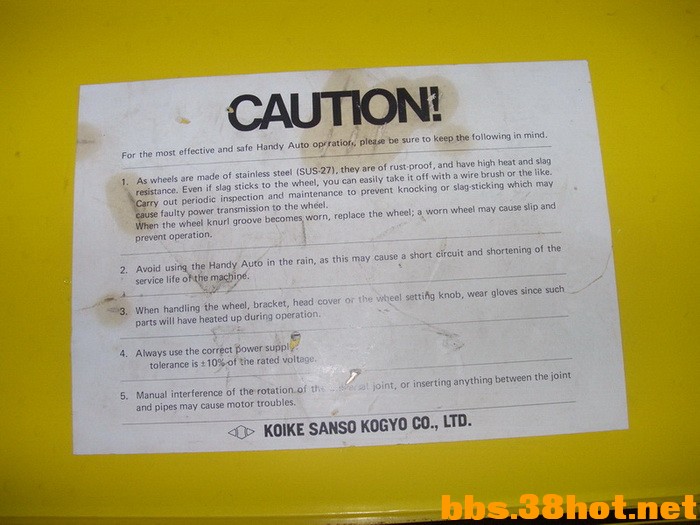 CAUTION!
For the most effective and safe Handy Auto operation, please be sure to keep the following in mind.
1. As wheels are made of stainless steel (SUS-27), they are of rust-proof, and have high heat and slag
resistance. Even if slag sticks to the wheel, you can easily take it off with a wire brush or the like.
Carry out periodic inspection and maintenance to prevent knocking or slag-sticking which may
cause faulty power transmission to the wheel.
When the wheel knurl groove becomes worn, replace the wheel; a worn wheel may cause slip and
prevent operation.
2. Avoid using the Handy Auto in the rain, as this may cause a short circuit and shortening of the
service life of the machine.
3. When handling the wheel, bracket, head cover or the wheel setting knob, wear gloves since such
parts will have heated up during operation.
4. Always use the correct power supply.
tolerance is ±10% of the rated voltage.
5. Manual interference of the rotation of the joint, or inserting anything between the joint
and pipes may cause motor troubles.
KOIKE SANSO KOGYO CO., LTD.
bbs.38hot.net